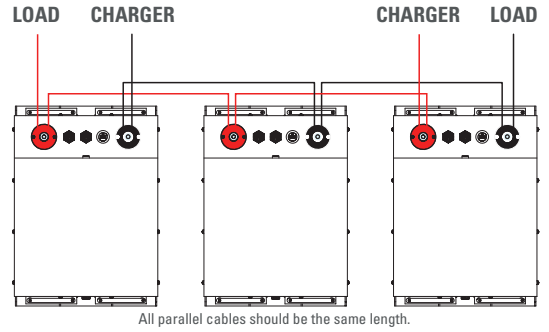 LOAD CHARGER CHARGER LOAD
All parallel cables should be the same length.